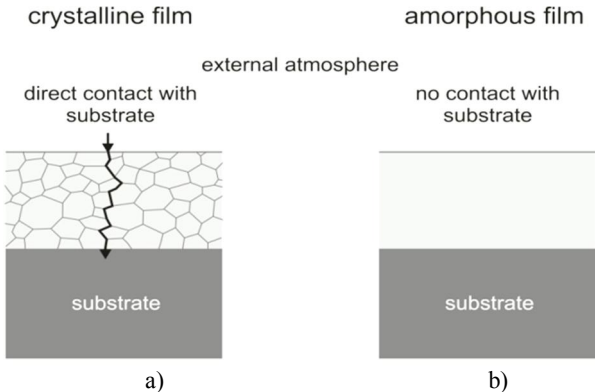 crystalline film
amorphous film
external atmosphere
direct contact with
substrate
no contact with
substrate
substrate
substrate
a)
b)